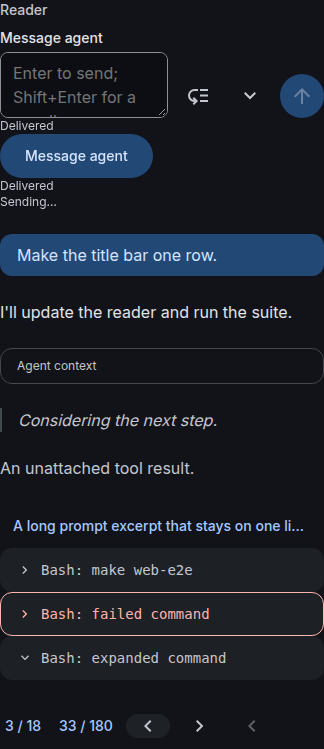 Reader
Message agent
Enter to send;
Shift+Enter for a
Delivered
Message agent
Delivered
Sending...
Make the title bar one row.
I'll update the reader and run the suite.
Agent context
Considering the next step.
An unattached tool result.
A long prompt excerpt that stays on one li...
Bash: make web-e2e
Bash: failed command
Bash: expanded command
3 / 18 33 / 180